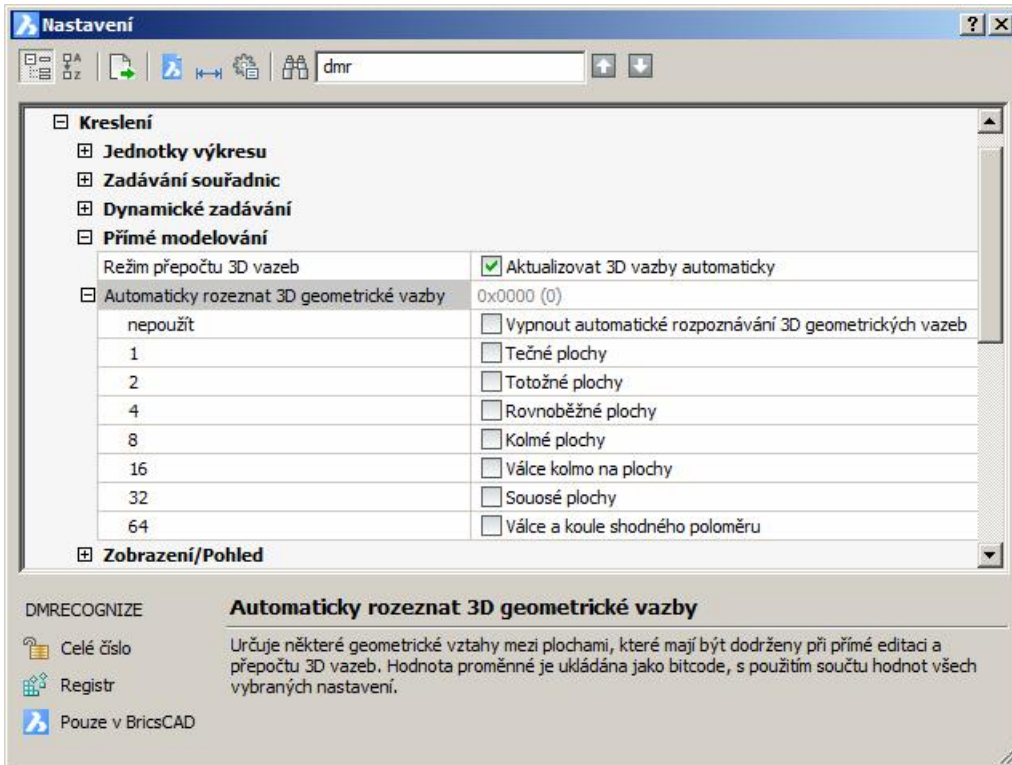 Nastavení
dmr
Kreslení
Jednotky výkresu
Zadávání souřadnic
Dynamické zadávání
Přímé modelování
Režim přepočtu 3D vazeb Aktualizovat 3D vazby automaticky
Automaticky rozeznat 3D geometrické vazby 0x0000 (0)
nepoužít Vypnout automatické rozpoznávání 3D geometrických vazeb
1 Tečné plochy
2 Totožné plochy
4 Rovnoběžné plochy
8 Kolmé plochy
16 Válce kolmo na plochy
32 Souosé plochy
64 Válce a koule shodného poloměru
Zobrazení/Pohled
DMRECOGNIZE
Celé číslo
Registr
Pouze v BricsCAD
Automaticky rozeznat 3D geometrické vazby
Určuje některé geometrické vztahy mezi plochami, které mají být dodrženy při přímé editaci a
přepočtu 3D vazeb. Hodnota proměnné je ukládána jako bitcode, s použitím součtu hodnot všech
vybraných nastavení.